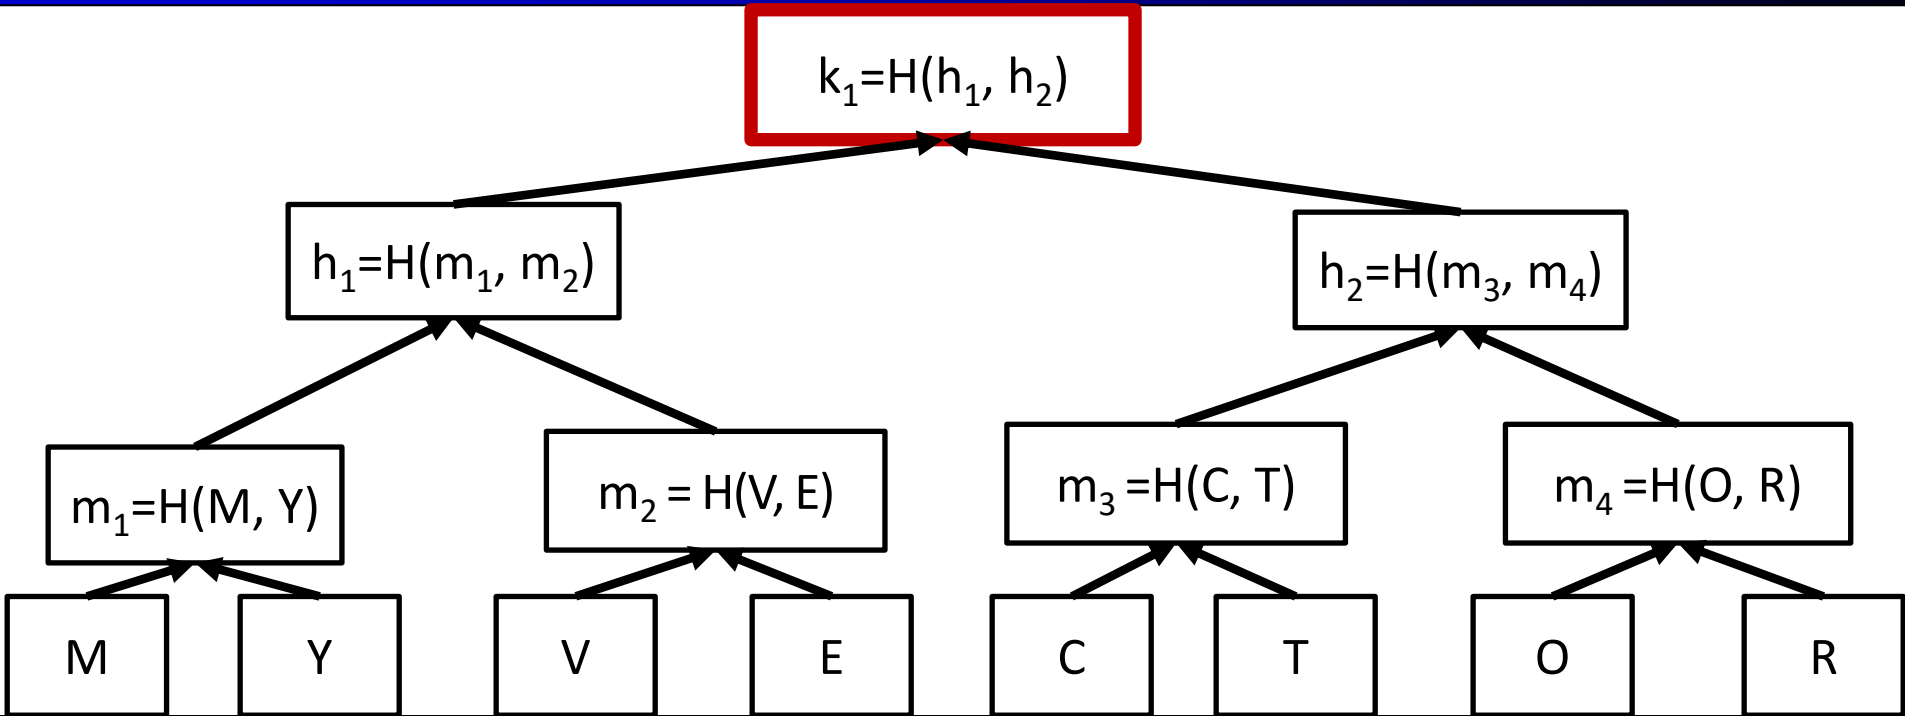 k₁=H(h₁, h₂)
h₁=H(m₁, m₂)
h₂=H(m₃, m₄)
m₁=H(M, Y)
m₂ = H(V, E)
m₃ =H(C, T)
m₄ =H(O, R)
M
Y
V
E
C
T
O
R